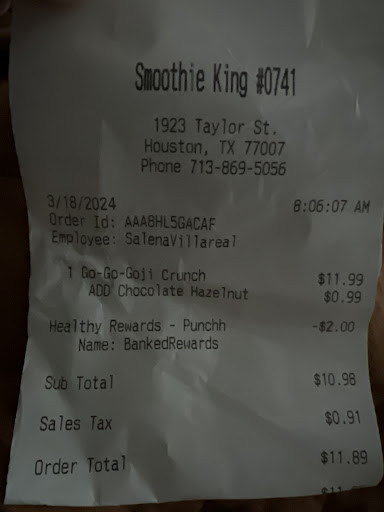 Smoothie King #0741
1923 Taylor St.
Houston, TX 77007
Phone 713-869-5056
3/18/2024 8:06:07 AM
Order Id: AAA8HL5GACAF
Employee: SalenaVillareal
1 Go-Go-Goji Crunch $11.99
ADD Chocolate Hazelnut $0.99
Healthy Rewards - Punchh -$2.00
Name: BankedRewards
Sub Total $10.98
Sales Tax $0.91
Order Total $11.89